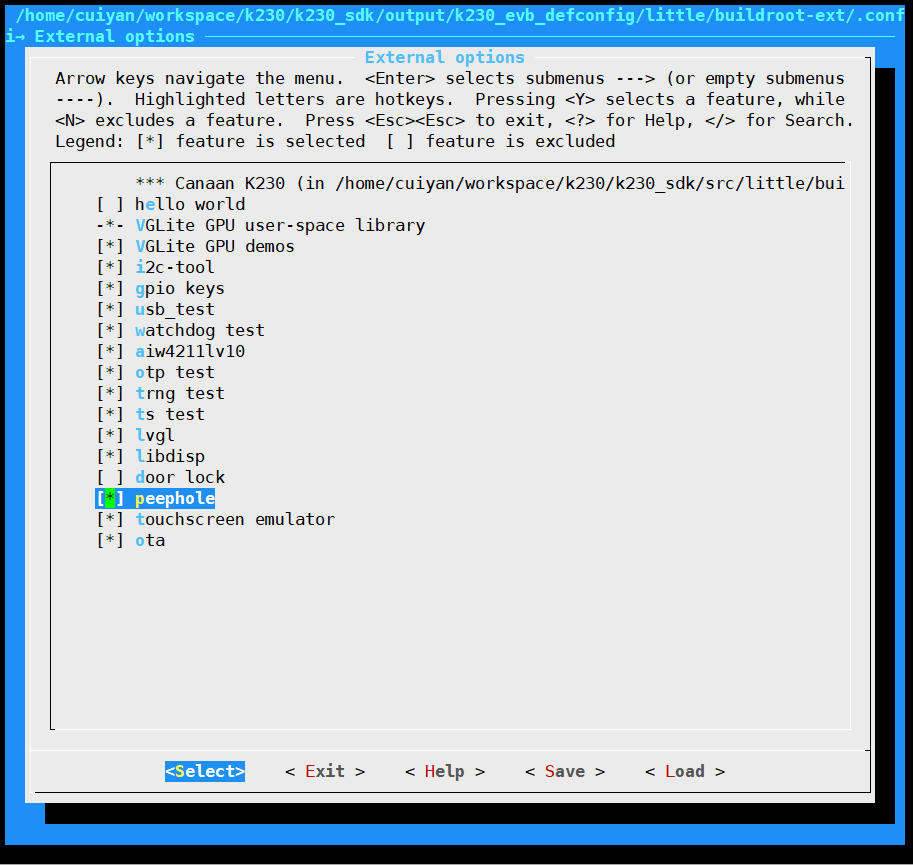 /home/cuiyan/workspace/k230/k230_sdk/output/k230_evb_defconfig/little/buildroot-ext/.conf
i→ External options
External options
Arrow keys navigate the menu.  <Enter> selects submenus ---> (or empty submenus
----).  Highlighted letters are hotkeys.  Pressing <Y> selects a feature, while
<N> excludes a feature.  Press <Esc><Esc> to exit, <?> for Help, </> for Search.
Legend: [*] feature is selected  [ ] feature is excluded
*** Canaan K230 (in /home/cuiyan/workspace/k230/k230_sdk/src/little/bui
[ ] hello world
-*- VGLite GPU user-space library
[*] VGLite GPU demos
[*] i2c-tool
[*] gpio keys
[*] usb_test
[*] watchdog test
[*] aiw4211lv10
[*] otp test
[*] trng test
[*] ts test
[*] lvgl
[*] libdisp
[ ] door lock
[*] peephole
[*] touchscreen emulator
[*] ota
<Select>    < Exit >    < Help >    < Save >    < Load >